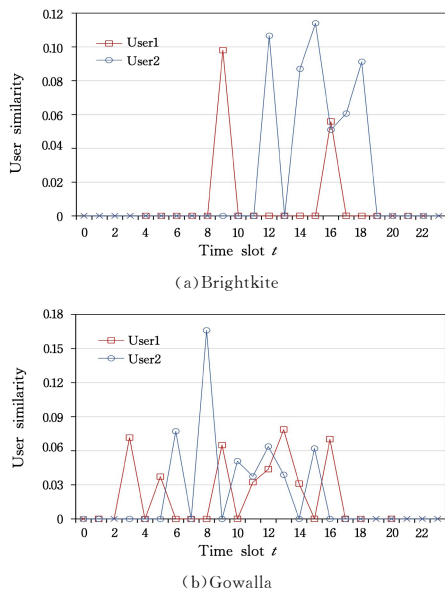 0.12
0.10
0.08
0.06
0.04
0.02
0
User similarity
User1
User2
0 2 4 6 8 10 12 14 16 18 20 22
Time slot t
(a)Brightkite
0.18
0.15
0.12
0.09
0.06
0.03
0
User similarity
User1
User2
0 2 4 6 8 10 12 14 16 18 20 22
Time slot t
(b)Gowalla